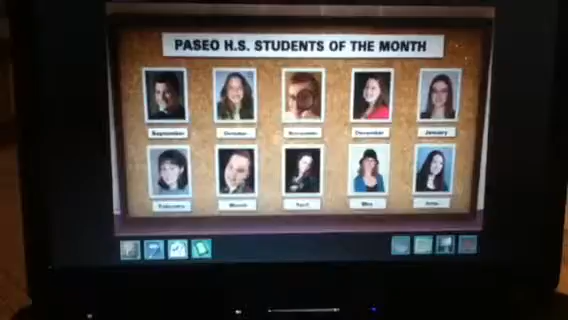 PASEO H.S. STUDENTS OF THE MONTH
September
October
November
December
January
February
March
April
May
June